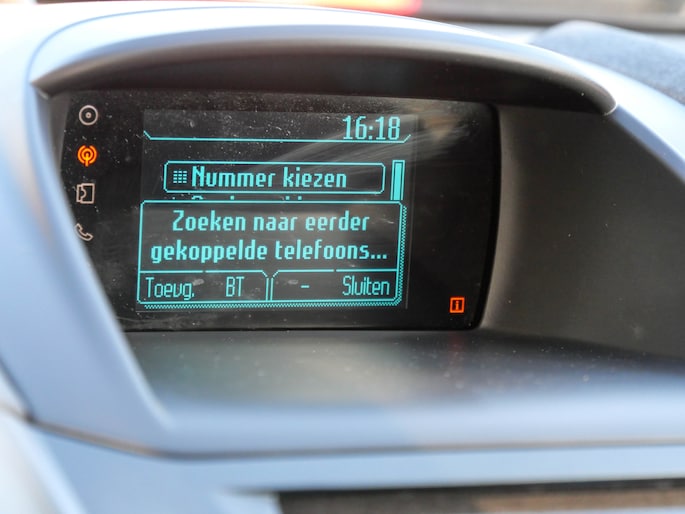 16:18
Nummer kiezen
Zoeken naar eerder
gekoppelde telefoons...
Toevg. BT - Sluiten
i